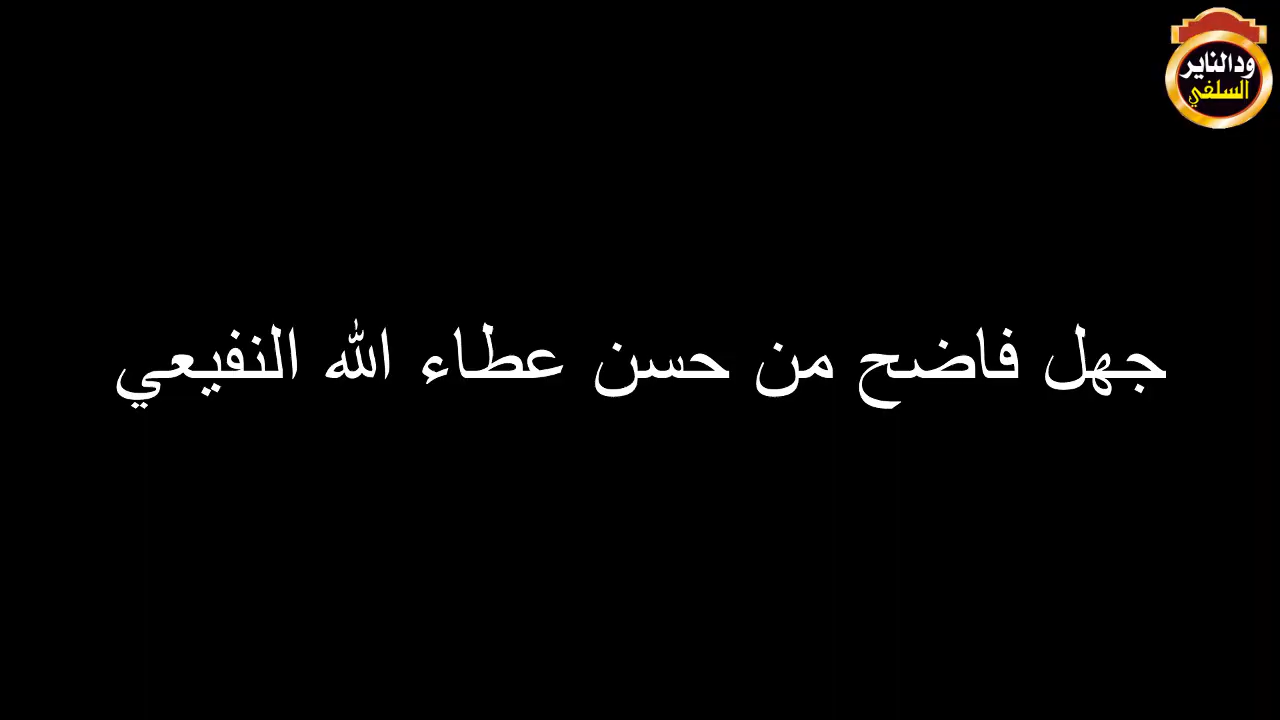 ودالناير
السلفي
جهل فاضح من حسن عطاء الله النفيعي